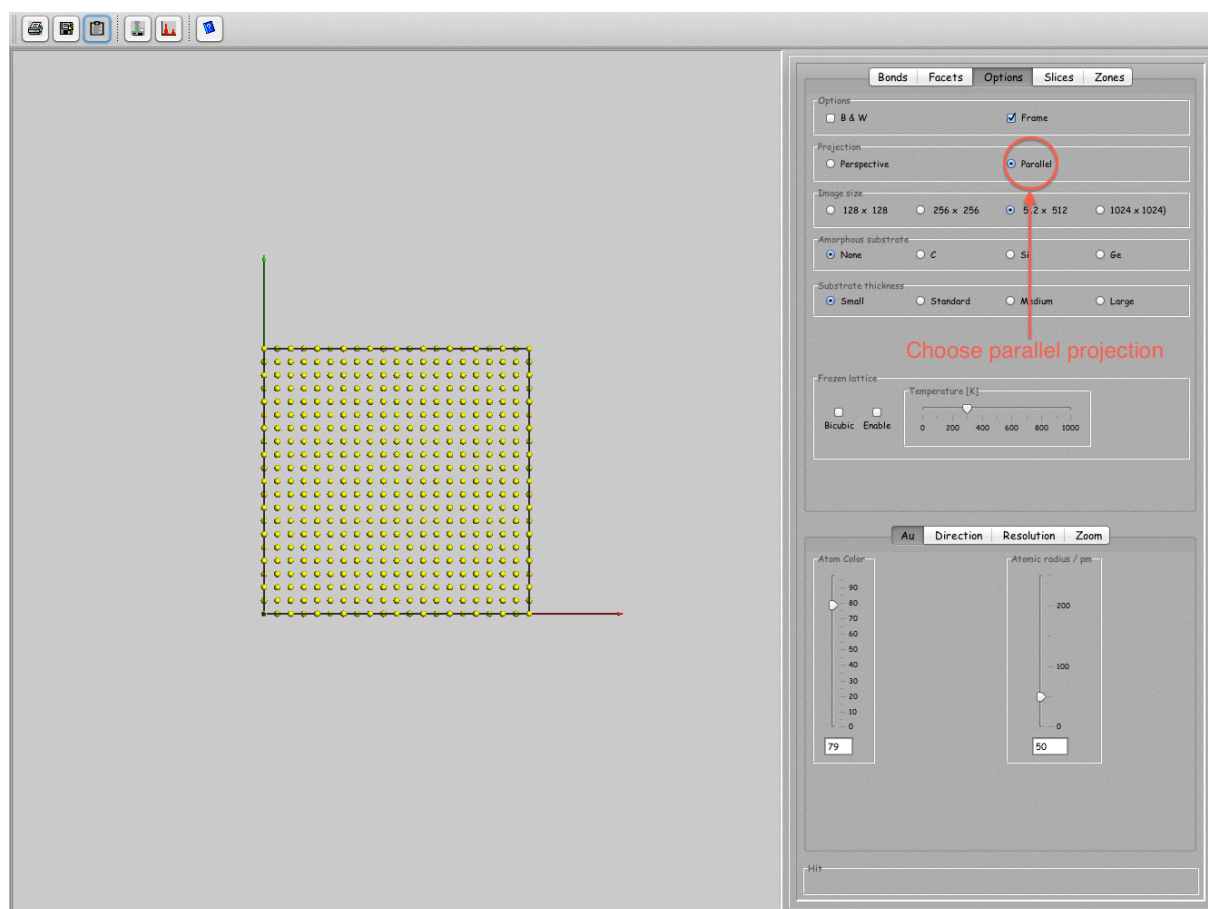 Bonds Facets Options Slices Zones
Options
B & W Frame
Projection
Perspective Parallel
Image size
128 x 128 256 x 256 512 x 512 1024 x 1024)
Amorphous substrate
None C Si Ge
Substrate thickness
Small Standard Medium Large
Choose parallel projection
Frozen lattice
Temperature [K]
Bicubic Enable
0 200 400 600 800 1000
Au Direction Resolution Zoom
Atom Color Atomic radius / pm
90
80 200
70
60
50
40 100
30
20
10
0 0
79 50
Hit